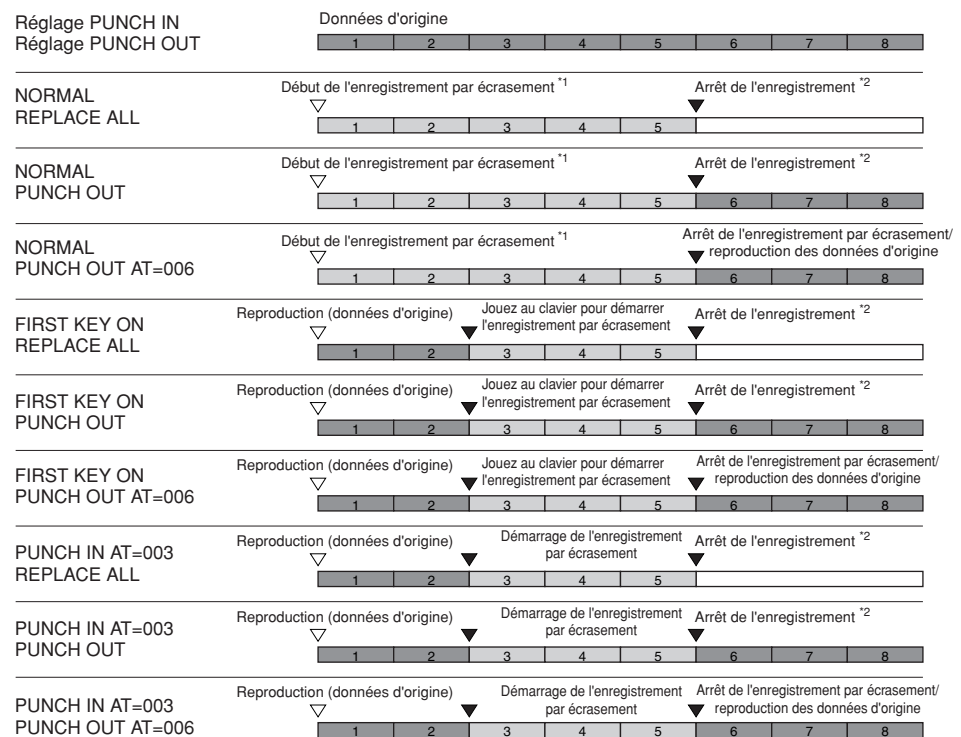 Réglage PUNCH IN
Réglage PUNCH OUT
Données d'origine
1 2 3 4 5 6 7 8
NORMAL
REPLACE ALL
Début de l'enregistrement par écrasement *1
Arrêt de l'enregistrement *2
1 2 3 4 5
NORMAL
PUNCH OUT
Début de l'enregistrement par écrasement *1
Arrêt de l'enregistrement *2
1 2 3 4 5 6 7 8
NORMAL
PUNCH OUT AT=006
Début de l'enregistrement par écrasement *1
Arrêt de l'enregistrement par écrasement/
reproduction des données d'origine
1 2 3 4 5 6 7 8
FIRST KEY ON
REPLACE ALL
Reproduction (données d'origine)
Jouez au clavier pour démarrer
l'enregistrement par écrasement
Arrêt de l'enregistrement *2
1 2 3 4 5
FIRST KEY ON
PUNCH OUT
Reproduction (données d'origine)
Jouez au clavier pour démarrer
l'enregistrement par écrasement
Arrêt de l'enregistrement *2
1 2 3 4 5 6 7 8
FIRST KEY ON
PUNCH OUT AT=006
Reproduction (données d'origine)
Jouez au clavier pour démarrer
l'enregistrement par écrasement
Arrêt de l'enregistrement par écrasement/
reproduction des données d'origine
1 2 3 4 5 6 7 8
PUNCH IN AT=003
REPLACE ALL
Reproduction (données d'origine)
Démarrage de l'enregistrement
par écrasement
Arrêt de l'enregistrement *2
1 2 3 4 5
PUNCH IN AT=003
PUNCH OUT
Reproduction (données d'origine)
Démarrage de l'enregistrement
par écrasement
Arrêt de l'enregistrement *2
1 2 3 4 5 6 7 8
PUNCH IN AT=003
PUNCH OUT AT=006
Reproduction (données d'origine)
Démarrage de l'enregistrement
par écrasement
Arrêt de l'enregistrement par écrasement/
reproduction des données d'origine
1 2 3 4 5 6 7 8